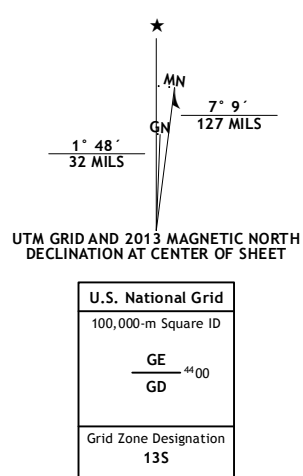 ★
MN
GN
7° 9´
127 MILS
1° 48´
32 MILS
UTM GRID AND 2013 MAGNETIC NORTH
DECLINATION AT CENTER OF SHEET
U.S. National Grid
100,000-m Square ID
GE
4400
GD
Grid Zone Designation
13S